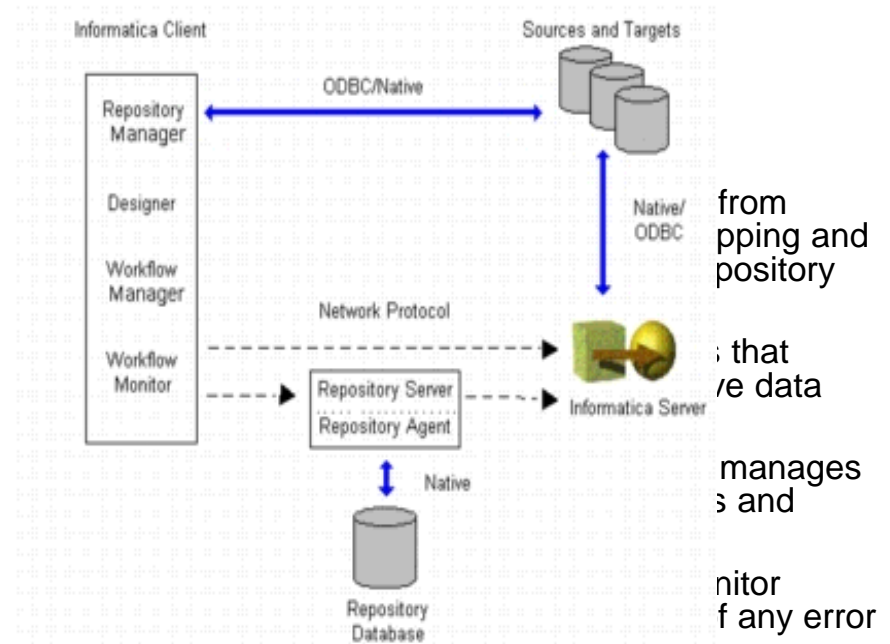 Informatica Client
Sources and Targets
ODBC/Native
Repository
Manager
Designer
Workflow
Manager
Workflow
Monitor
Native/
ODBC
Network Protocol
Repository Server
Repository Agent
Informatica Server
Native
Repository
Database
from
pping and
pository
that
ve data
manages
s and
nitor
f any error